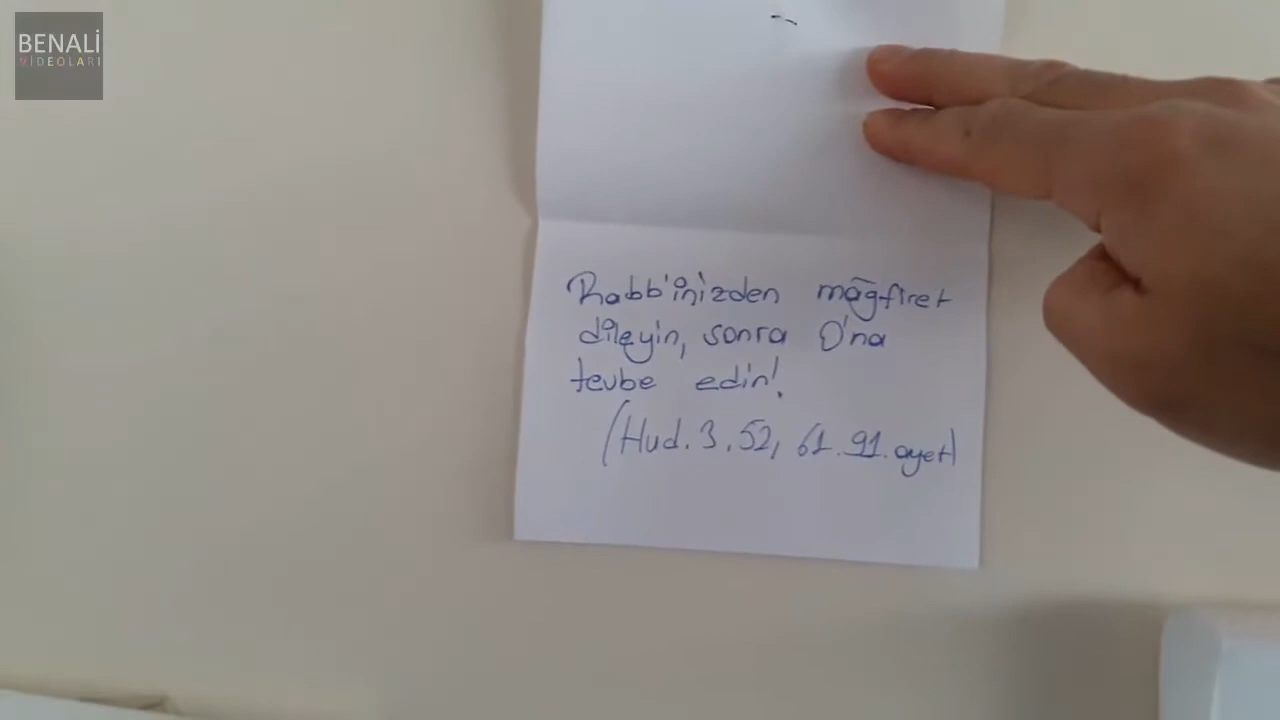 BENALİ
VİDEOLARI
Rabb'inizden mağfiret
dileyin, sonra O'na
tevbe edin!
(Hud. 3. 52, 61. 91. ayet)